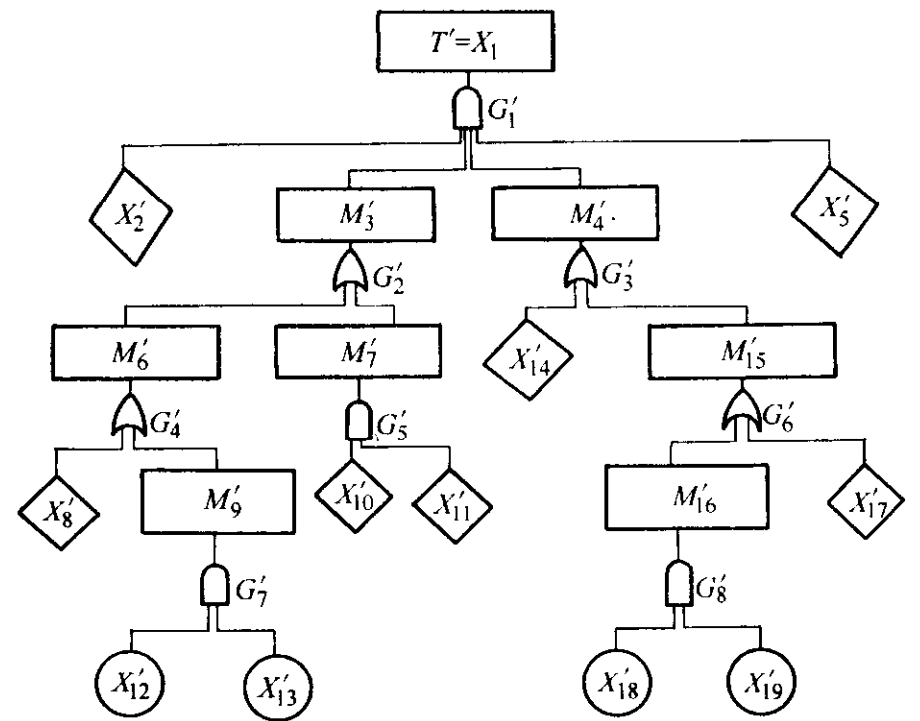 T′=X₁
G′₁
X′₂
M′₃
M′₄.
X′₅
G′₂
G′₃
M′₆
M′₇
X′₁₄
M′₁₅
G′₄
G′₅
G′₆
X′₈
M′₉
X′₁₀
X′₁₁
M′₁₆
X′₁₇
G′₇
G′₈
X′₁₂
X′₁₃
X′₁₈
X′₁₉